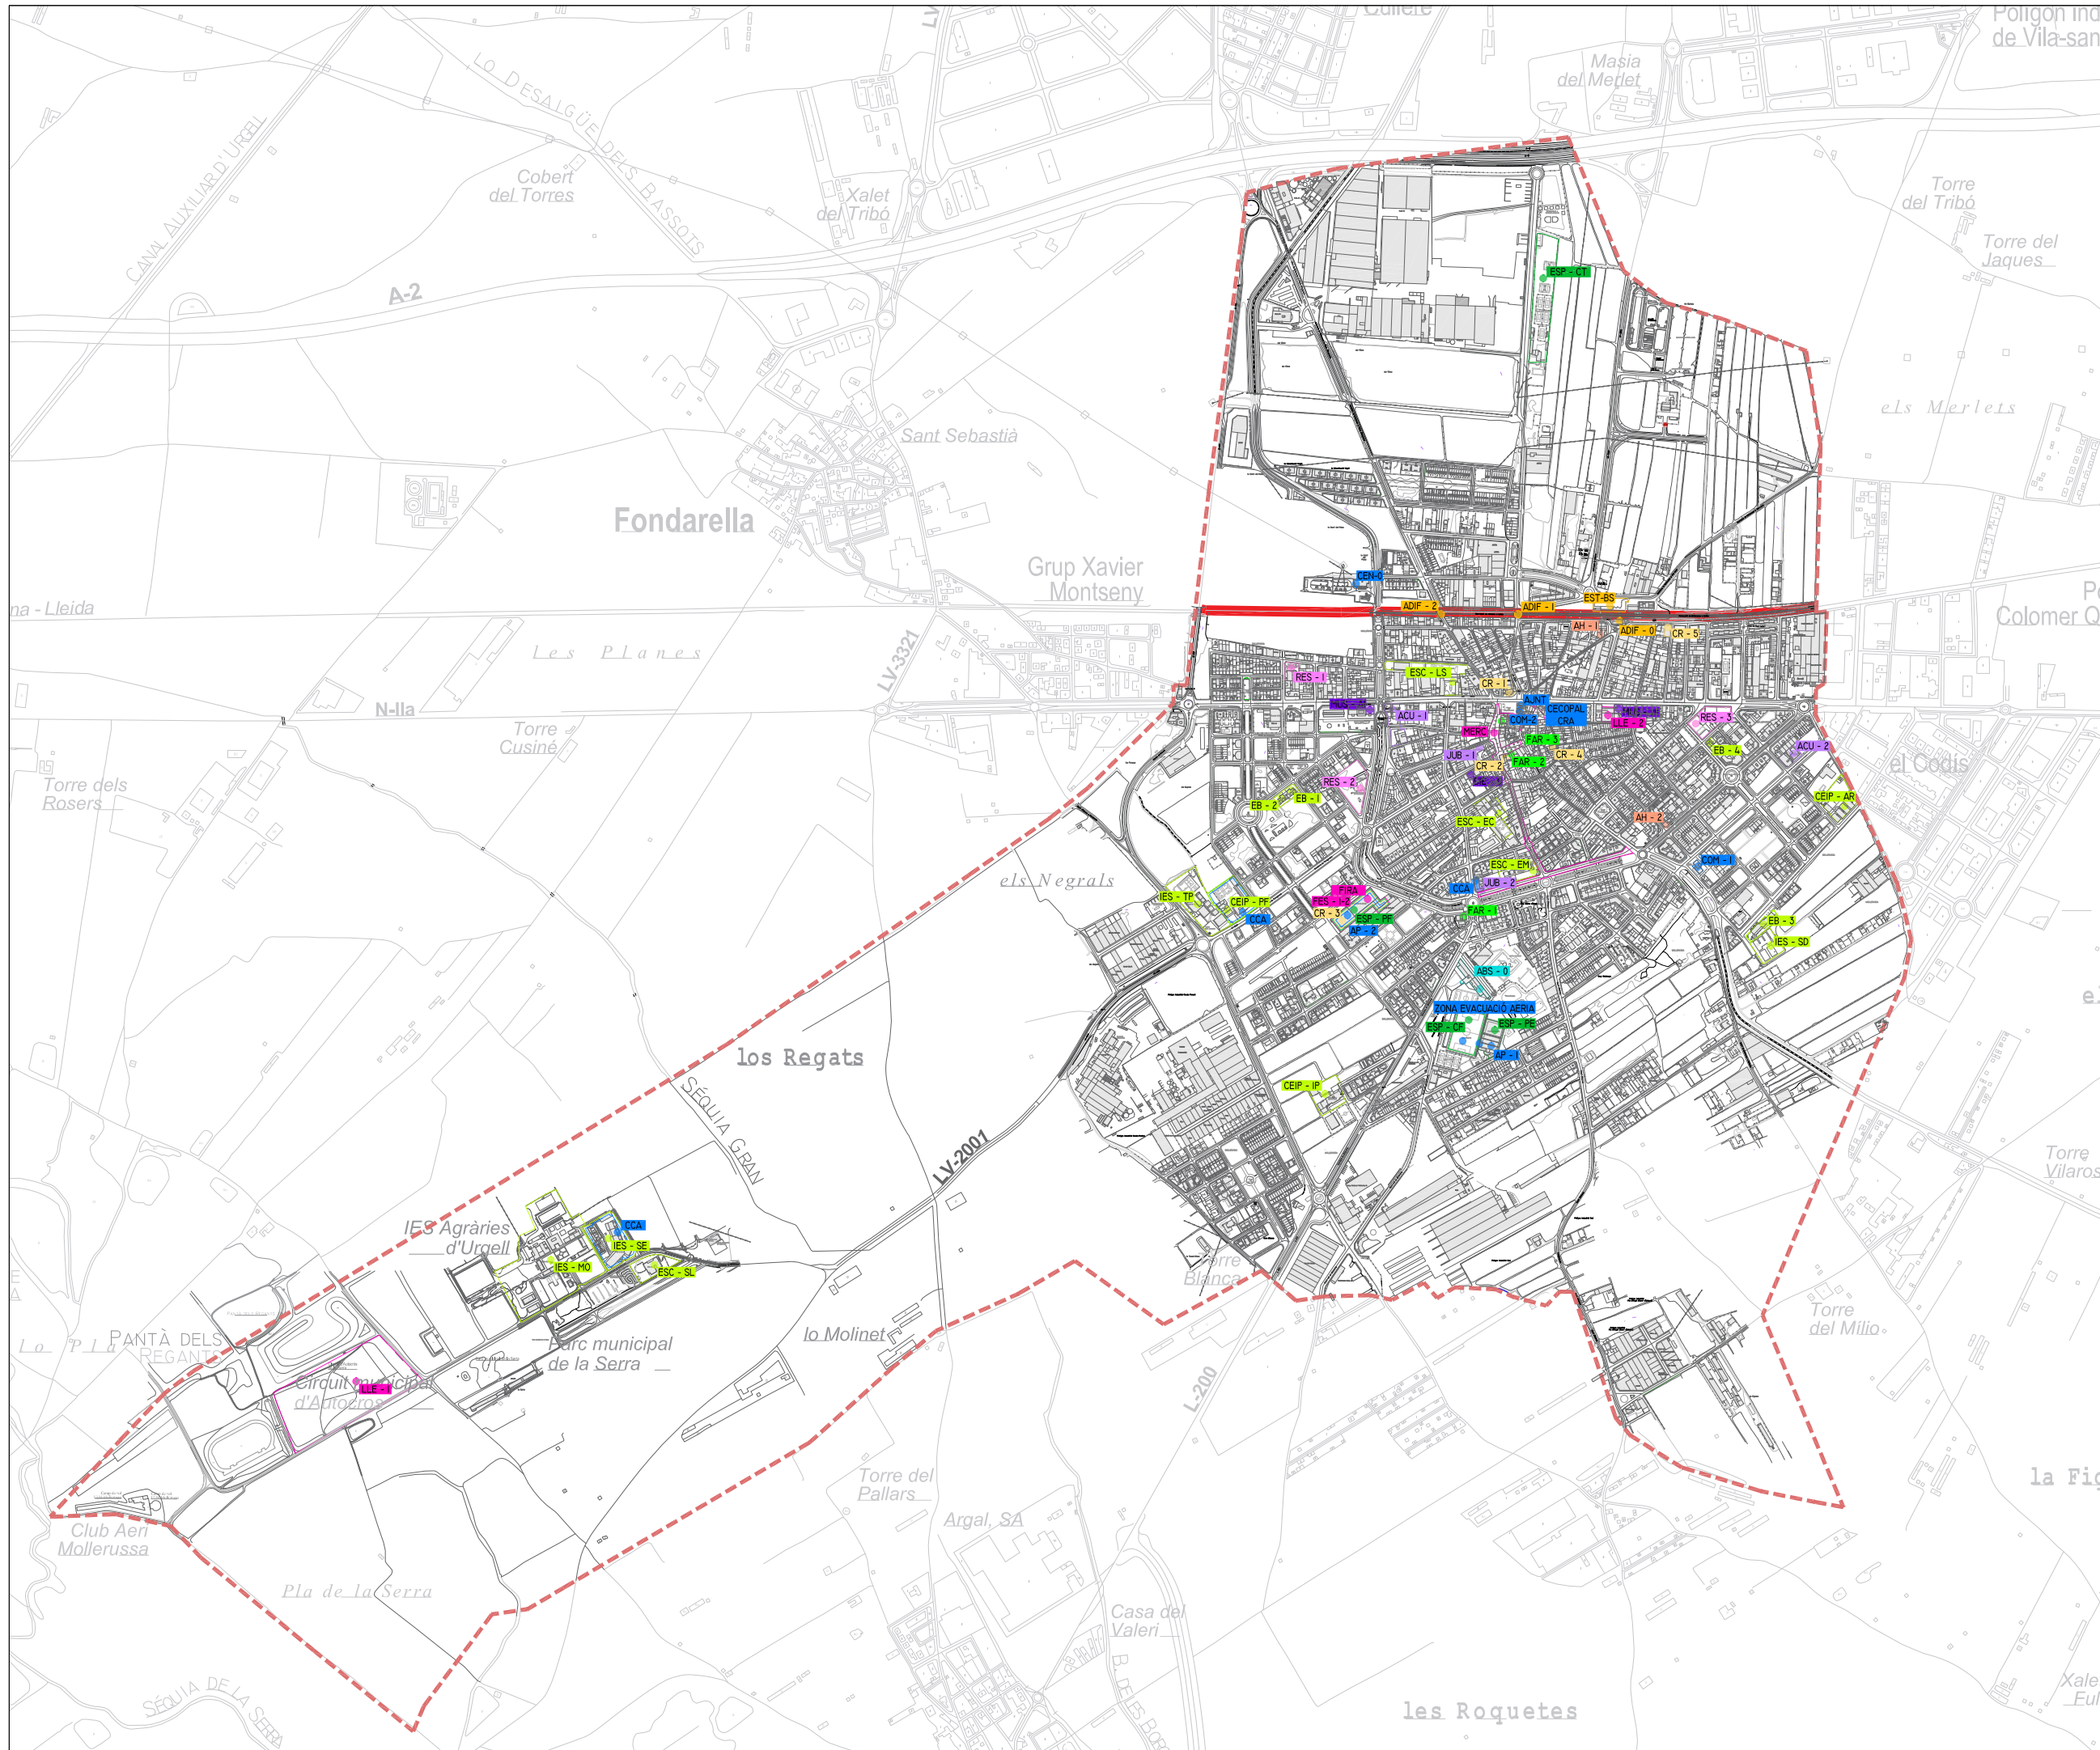 LV
Culleré
Polígon Ind
de Vila-san
Masia
del Merlet
LO DESALGÜE DELS BASSOTS
CANAL AUXILIAR D'URGELL
Cobert
del Torres
Xalet
del Tribó
Torre
del Tribó
Torre del
Jaques
A-2
ESP - CT
els Merlets
Sant Sebastià
Fondarella
Grup Xavier
Montseny
CEN-0
na - Lleida
ADIF - 2
ADIF - 1
EST-BS
Colomer Q
AH - 1
ADIF - 0
CR - 5
Les Planes
LV-3321
RES - 1
ESC - LS
CR - 1
AJNT
CECOPAL
CRA
N-IIa
ACU - 1
COM-2
LLE - 2
RES - 3
Torre
Cusiné
MERC
FAR - 3
JUB - 1
CR - 4
EB - 4
ACU - 2
FAR - 2
CR - 2
el Codis
Torre dels
Rosers
RES - 2
EB - 1
EB - 2
CEIP - AR
ESC - EC
AH - 2
els Negrals
ESC - EM
COM - 1
CCA
JUB - 2
FIRA
IES - TP
CEIP - PF
FES - 1-2
CR - 3
FAR - 1
CCA
ESP - PF
AP - 2
EB - 3
IES - SD
ABS - 0
ZONA EVACUACIÓ AERIA
ESP - CF
ESP - PE
AP - 1
los Regats
SÉQUIA GRAN
CEIP - IP
LV-2001
Torre
Vilaros
IES Agràries
d'Urgell
CCA
IES - SE
IES - MO
ESC - SL
Torre
Blanca
PANTÀ DELS
REGANTS
Lo Pla
lo Molinet
Torre
del Milio
Parc municipal
de la Serra
Circuit municipal
d'Autocros
LLE - 1
L-200
Torre del
Pallars
la Fig
Argal, SA
Club Aeri
Mollerussa
Pla de la Serra
Casa del
Valeri
SÉQUIA DE LA SERRA
les Roquetes
Xale
Ful